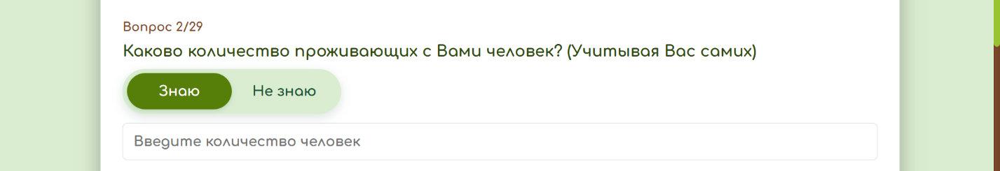 Вопрос 2/29
Каково количество проживающих с Вами человек? (Учитывая Вас самих)
Знаю Не знаю
Введите количество человек